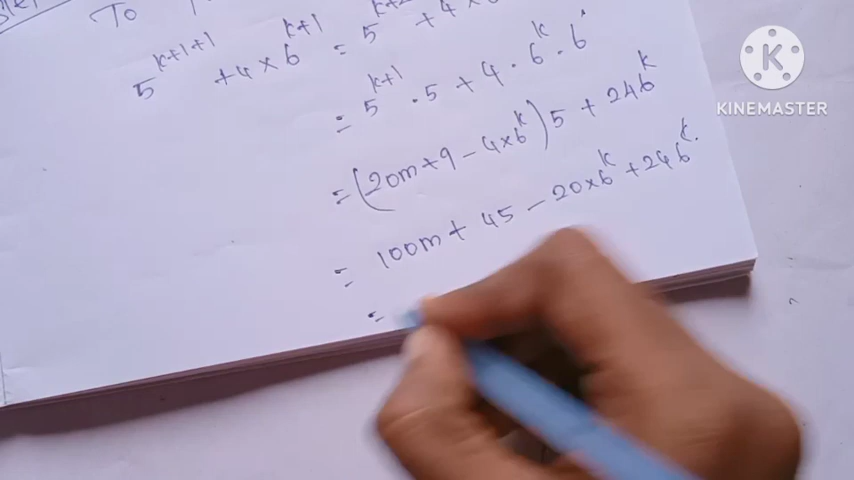 To
5^{k+1+1} + 4 × 6^{k+1} = 5^{k+2} + 4 ×
= 5^{k+1} · 5 + 4 · 6^k · 6^1
= (20m + 9 - 4×6^k) 5 + 24 6^k
= 100m + 45 - 20×6^k + 24 6^k.
=
K
KINEMASTER